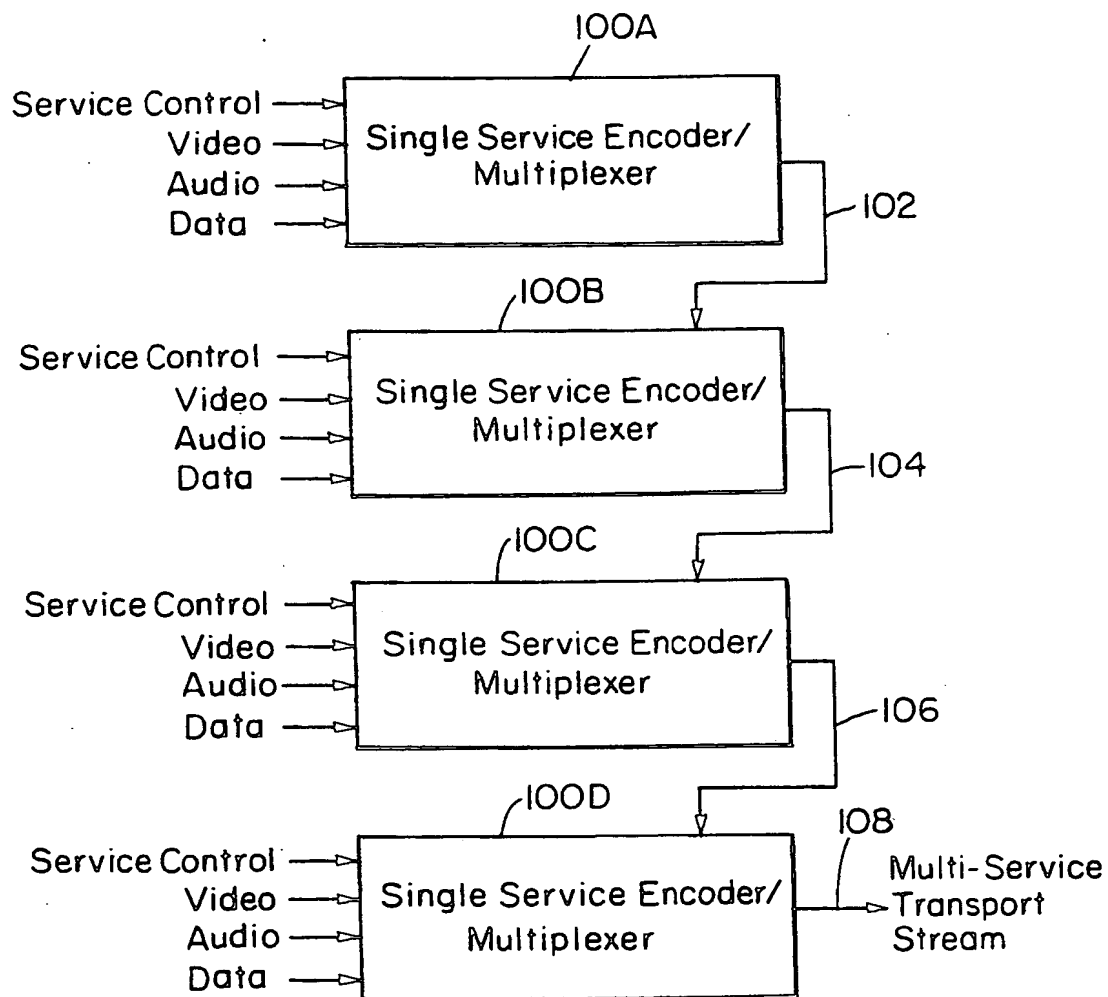 100A
Service Control
Video
Audio
Data
Single Service Encoder/
Multiplexer
102
100B
Service Control
Video
Audio
Data
Single Service Encoder/
Multiplexer
104
100C
Service Control
Video
Audio
Data
Single Service Encoder/
Multiplexer
106
100D
Service Control
Video
Audio
Data
Single Service Encoder/
Multiplexer
108
Multi-Service
Transport
Stream